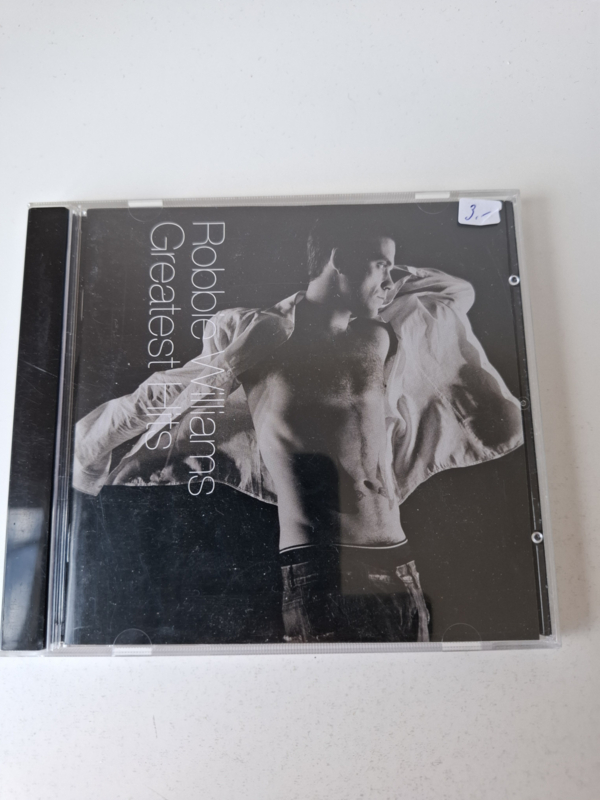 Robbie Williams
Greatest Hits
3.-